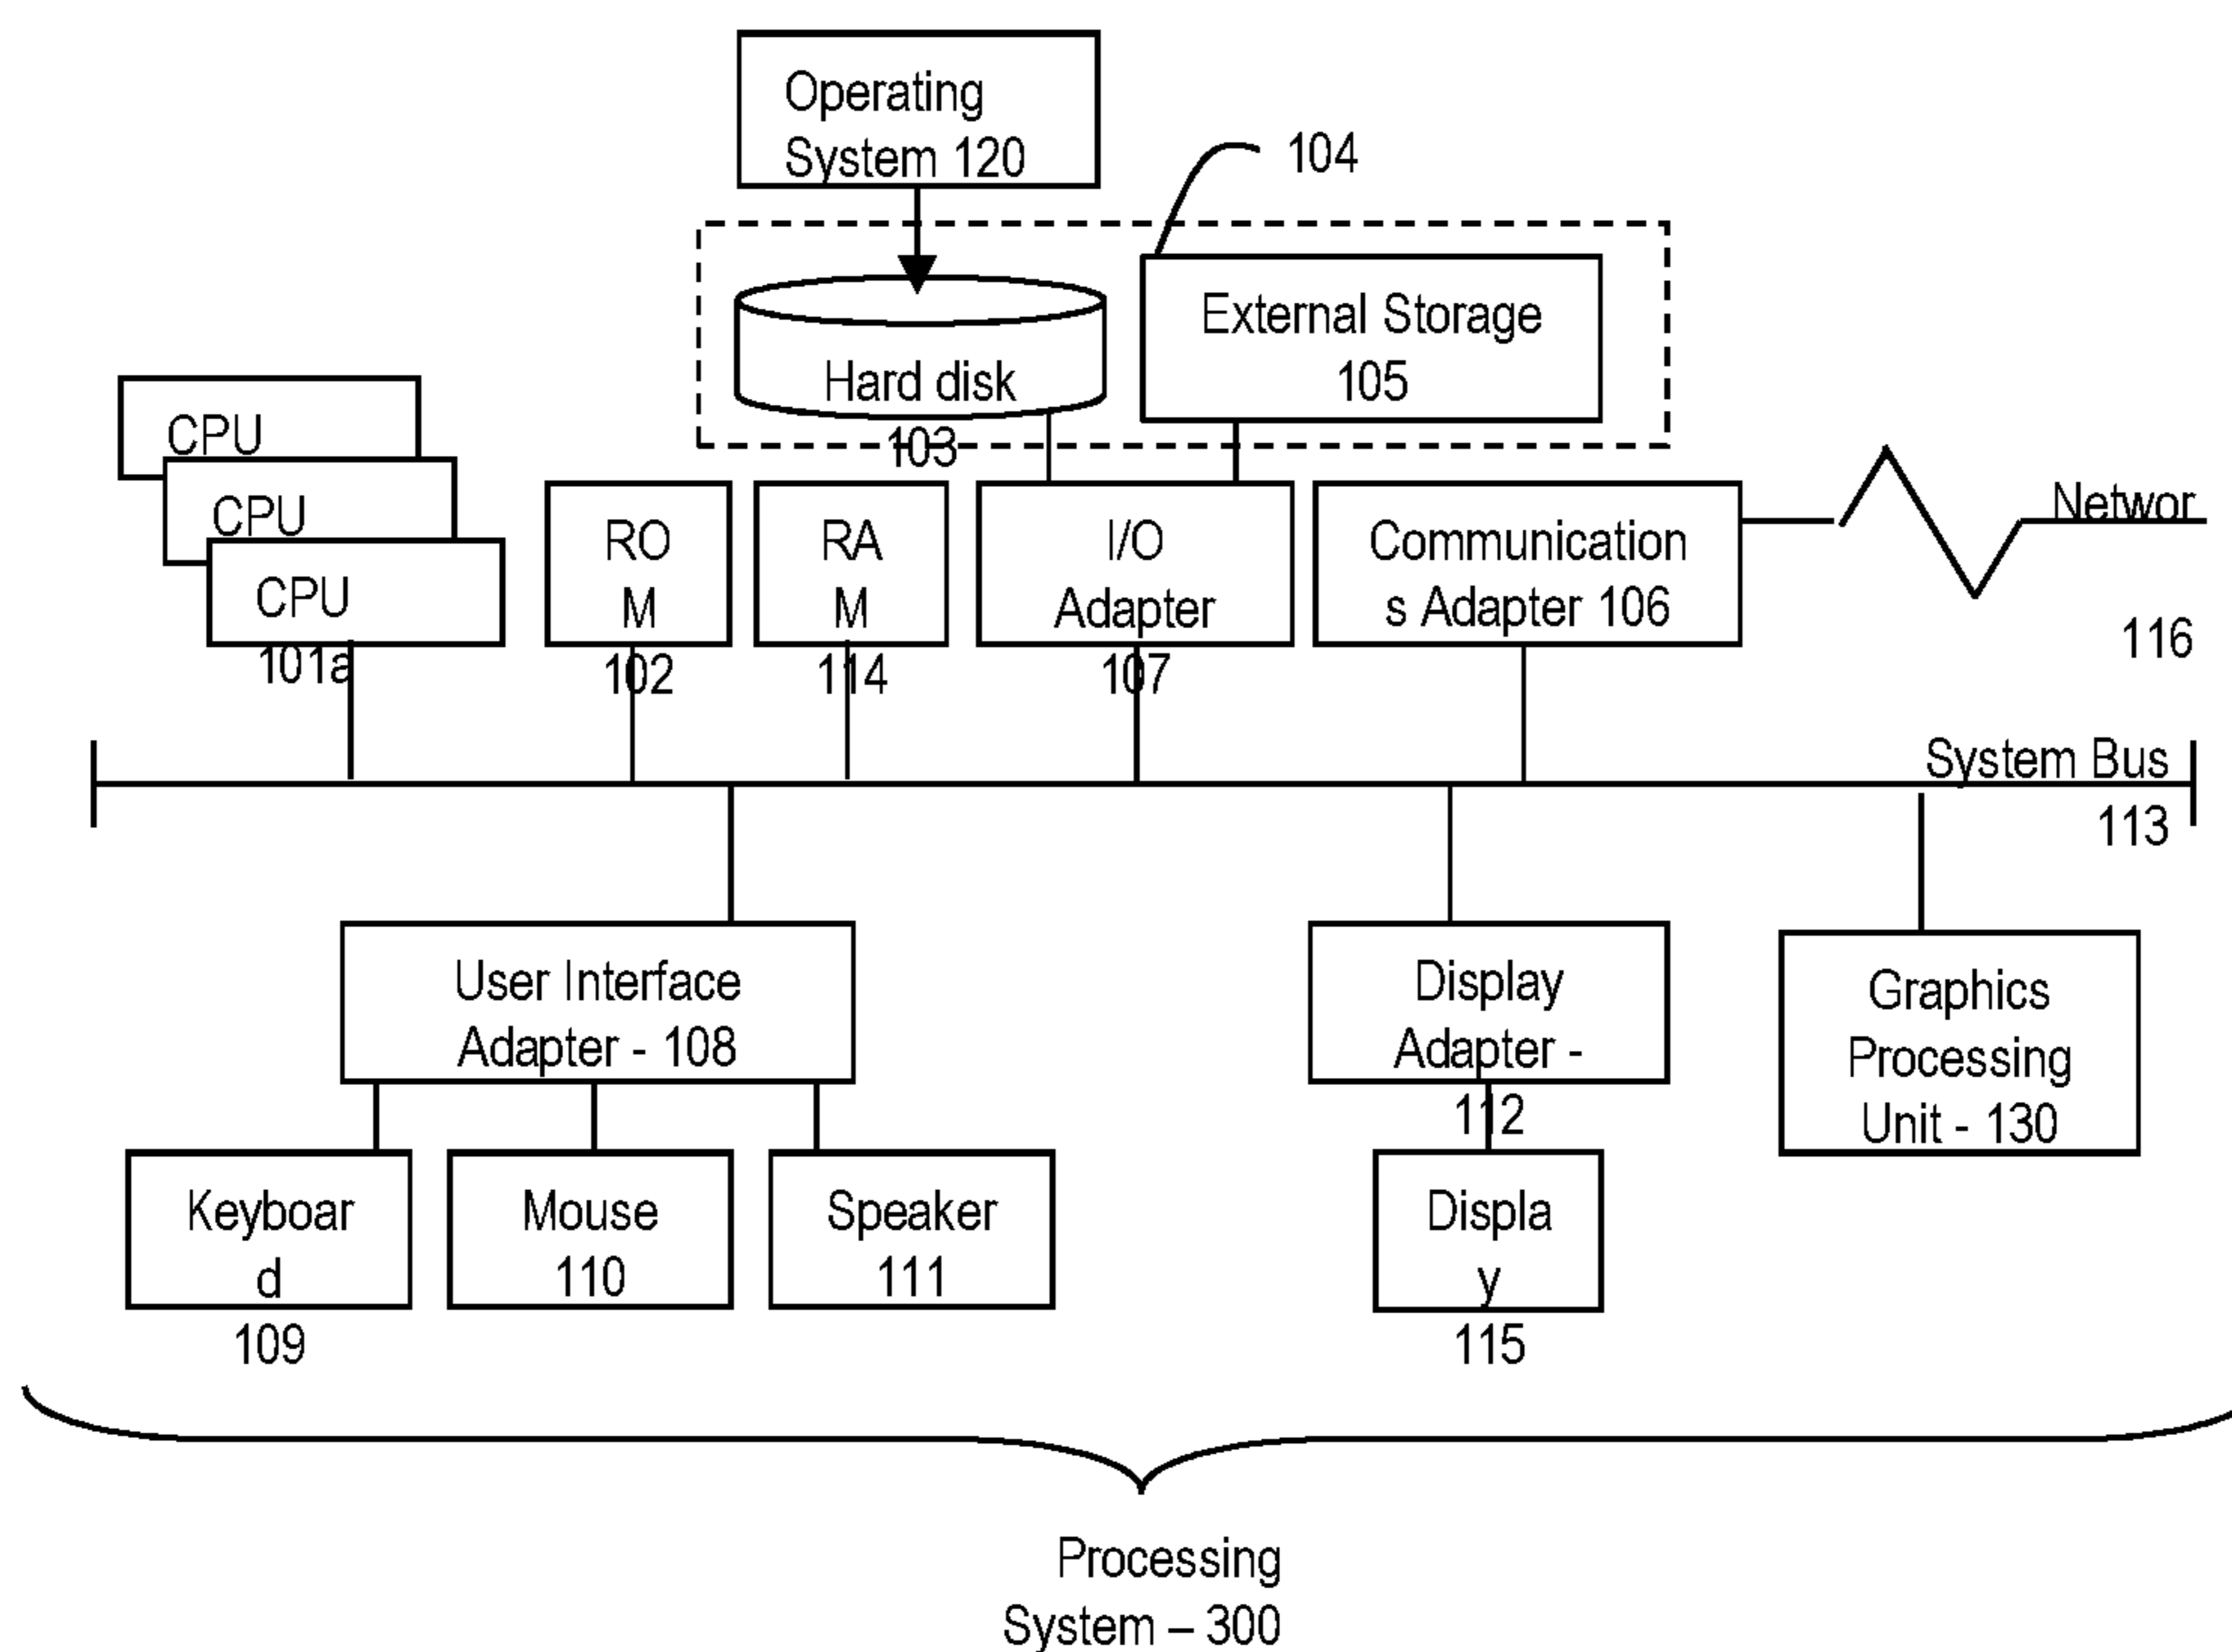 Operating
System 120
104
External Storage
105
Hard disk
103
CPU
CPU
CPU
101a
RO
M
102
RA
M
114
I/O
Adapter
107
Communication
s Adapter 106
Networ
116
System Bus
113
User Interface
Adapter - 108
Display
Adapter -
112
Graphics
Processing
Unit - 130
Keyboar
d
109
Mouse
110
Speaker
111
Displa
y
115
Processing
System – 300